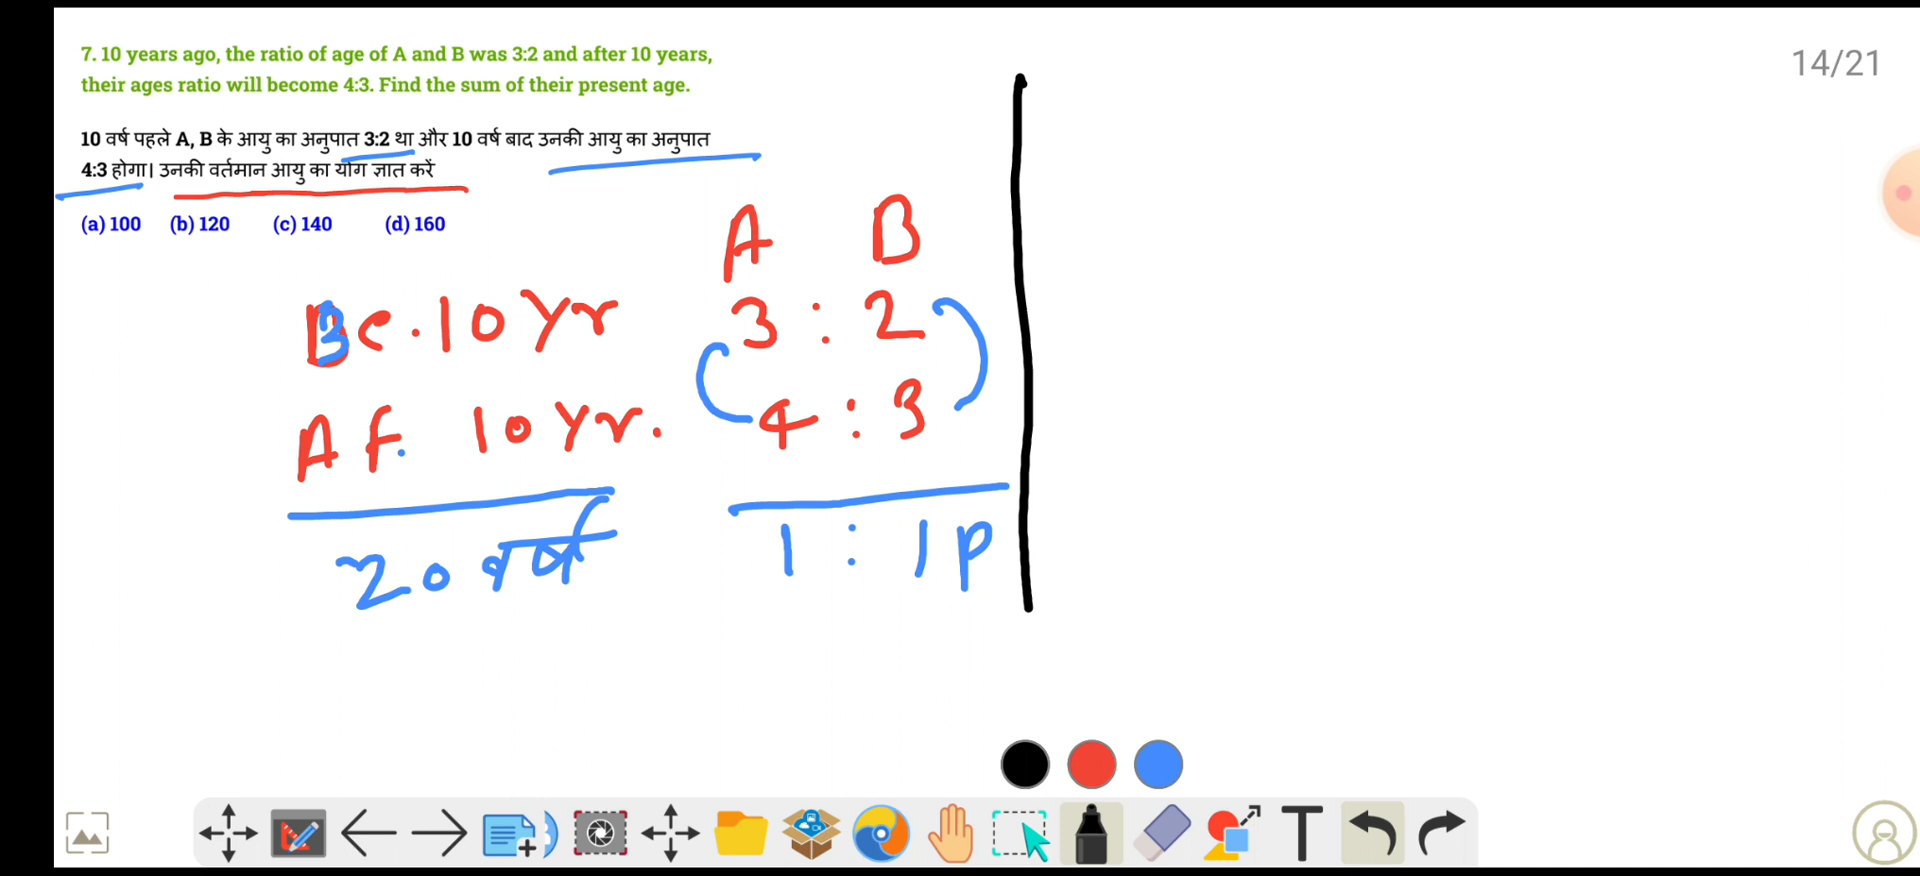 14/21
7. 10 years ago, the ratio of age of A and B was 3:2 and after 10 years,
their ages ratio will become 4:3. Find the sum of their present age.
10 वर्ष पहले A, B के आयु का अनुपात 3:2 था और 10 वर्ष बाद उनकी आयु का अनुपात
4:3 होगा। उनकी वर्तमान आयु का योग ज्ञात करें
(a) 100 (b) 120 (c) 140 (d) 160
A B
Be. 10 Yr 3 : 2
Af. 10 Yr. 4 : 3
20 वर्ष 1 : 1 P